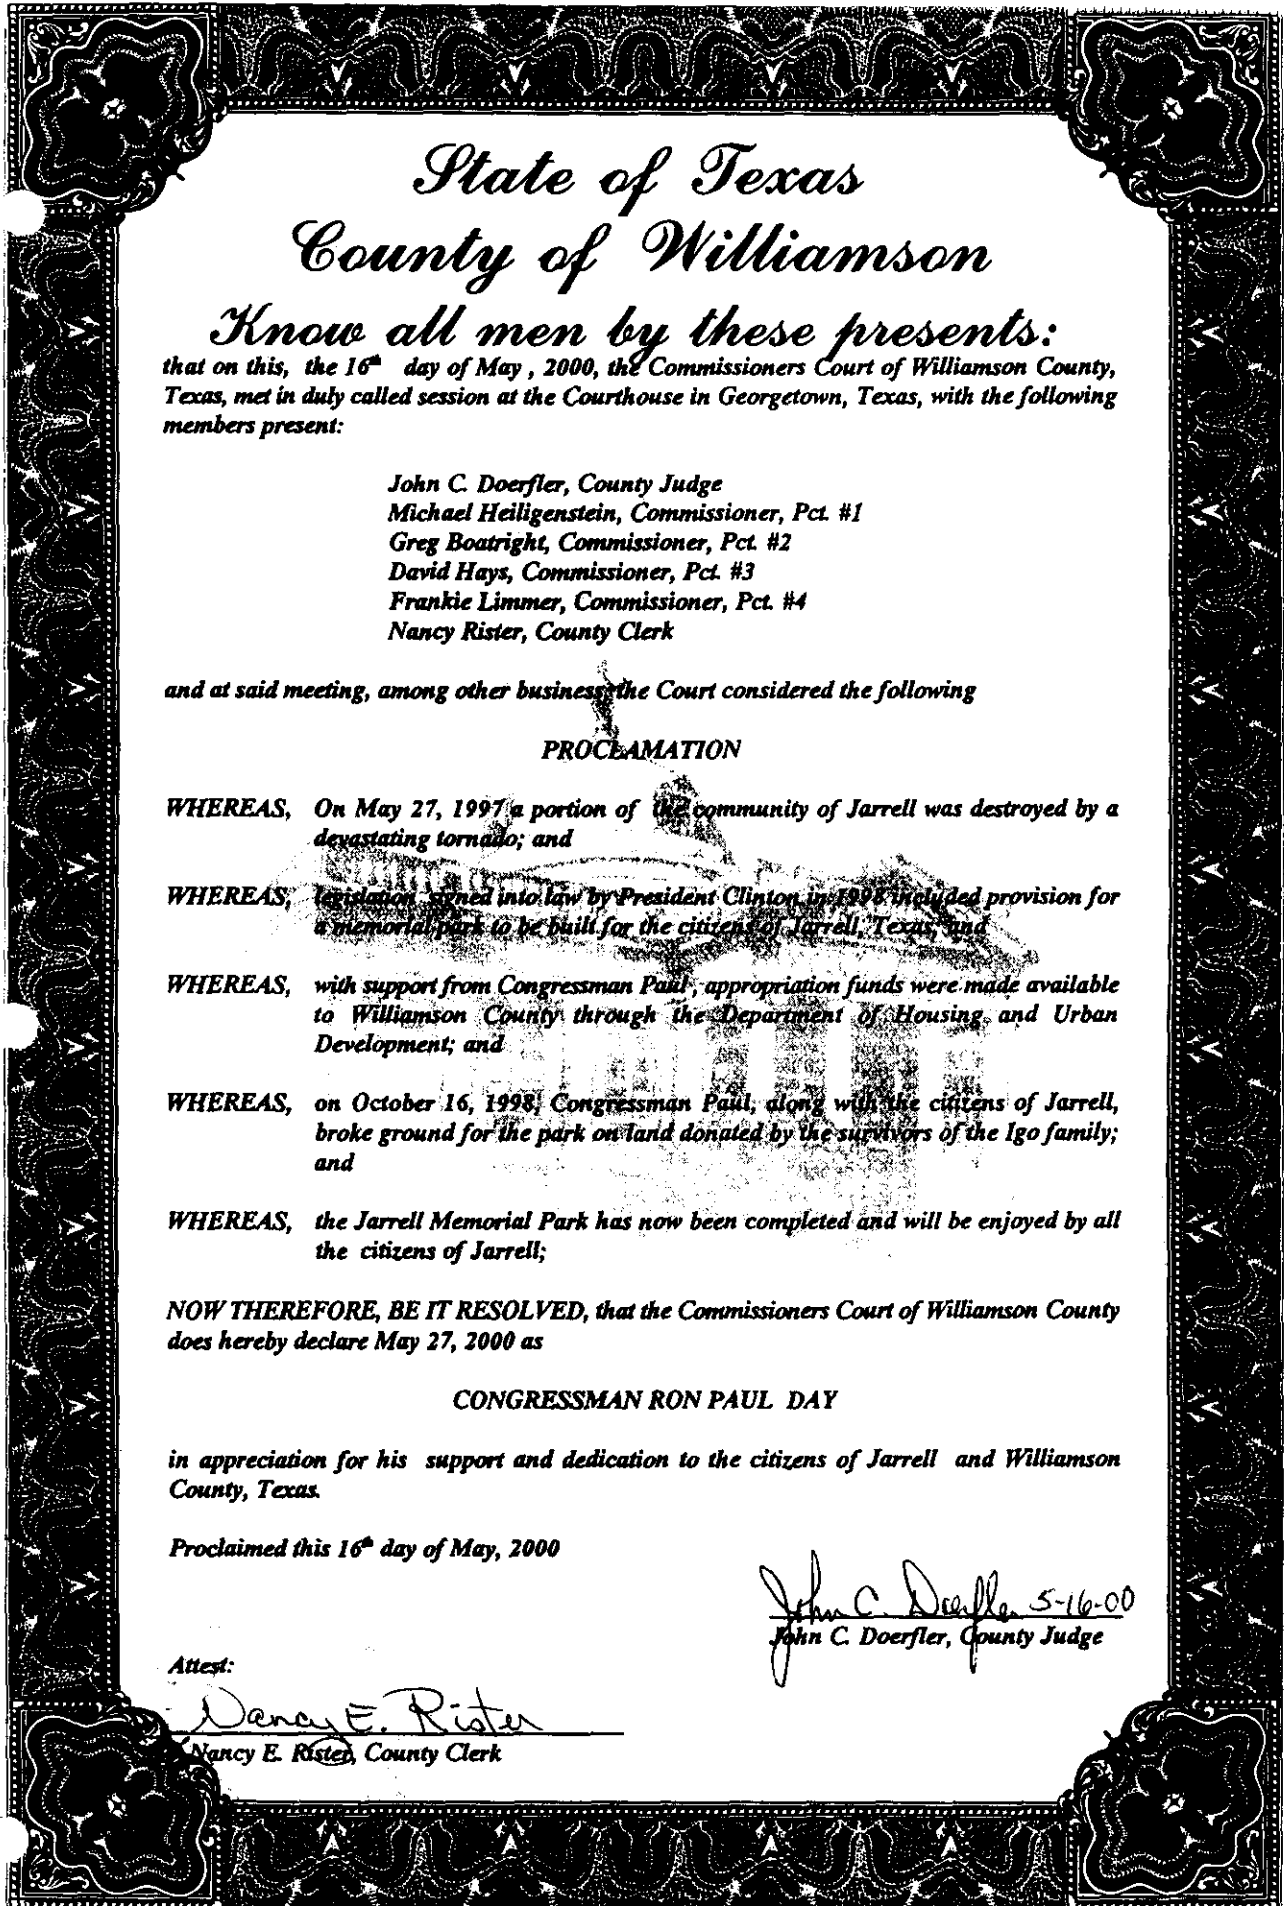 State of Texas
County of Williamson
Know all men by these presents:
that on this, the 16th day of May , 2000, the Commissioners Court of Williamson County,
Texas, met in duly called session at the Courthouse in Georgetown, Texas, with the following
members present:
John C. Doerfler, County Judge
Michael Heiligenstein, Commissioner, Pct. #1
Greg Boatright, Commissioner, Pct. #2
David Hays, Commissioner, Pct. #3
Frankie Limmer, Commissioner, Pct. #4
Nancy Rister, County Clerk
and at said meeting, among other business, the Court considered the following
PROCLAMATION
WHEREAS, On May 27, 1997 a portion of the community of Jarrell was destroyed by a
devastating tornado; and
WHEREAS, legislation signed into law by President Clinton in 1998 included provision for
a memorial park to be built for the citizens of Jarrell, Texas; and
WHEREAS, with support from Congressman Paul , appropriation funds were made available
to Williamson County through the Department of Housing and Urban
Development; and
WHEREAS, on October 16, 1998, Congressman Paul, along with the citizens of Jarrell,
broke ground for the park on land donated by the survivors of the Igo family;
and
WHEREAS, the Jarrell Memorial Park has now been completed and will be enjoyed by all
the citizens of Jarrell;
NOW THEREFORE, BE IT RESOLVED, that the Commissioners Court of Williamson County
does hereby declare May 27, 2000 as
CONGRESSMAN RON PAUL DAY
in appreciation for his support and dedication to the citizens of Jarrell and Williamson
County, Texas.
Proclaimed this 16th day of May, 2000
John C. Doerfler 5-16-00
John C. Doerfler, County Judge
Attest:
Nancy E. Rister
Nancy E. Rister, County Clerk